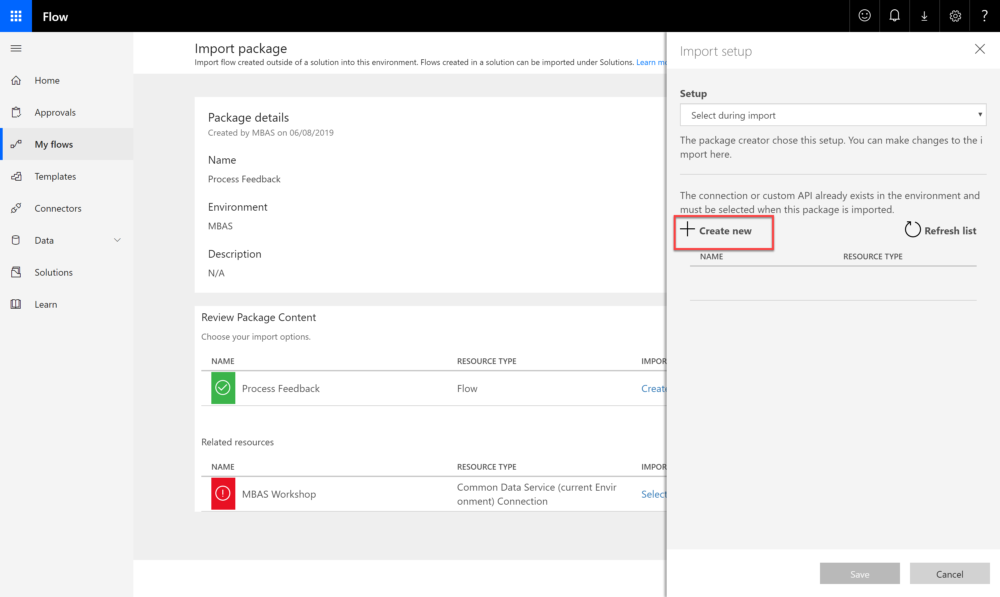 Flow
?
Home
Approvals
My flows
Templates
Connectors
Data
Solutions
Learn
Import package
Import flow created outside of a solution into this environment. Flows created in a solution can be imported under Solutions. Learn mo
Package details
Created by MBAS on 06/08/2019
Name
Process Feedback
Environment
MBAS
Description
N/A
Review Package Content
Choose your import options.
NAME RESOURCE TYPE IMPOR
Process Feedback Flow Create
Related resources
NAME RESOURCE TYPE IMPOR
MBAS Workshop Common Data Service (current Envir
onment) Connection Select
Import setup
Setup
Select during import
The package creator chose this setup. You can make changes to the i
mport here.
The connection or custom API already exists in the environment and
must be selected when this package is imported.
Create new Refresh list
NAME RESOURCE TYPE
Save Cancel